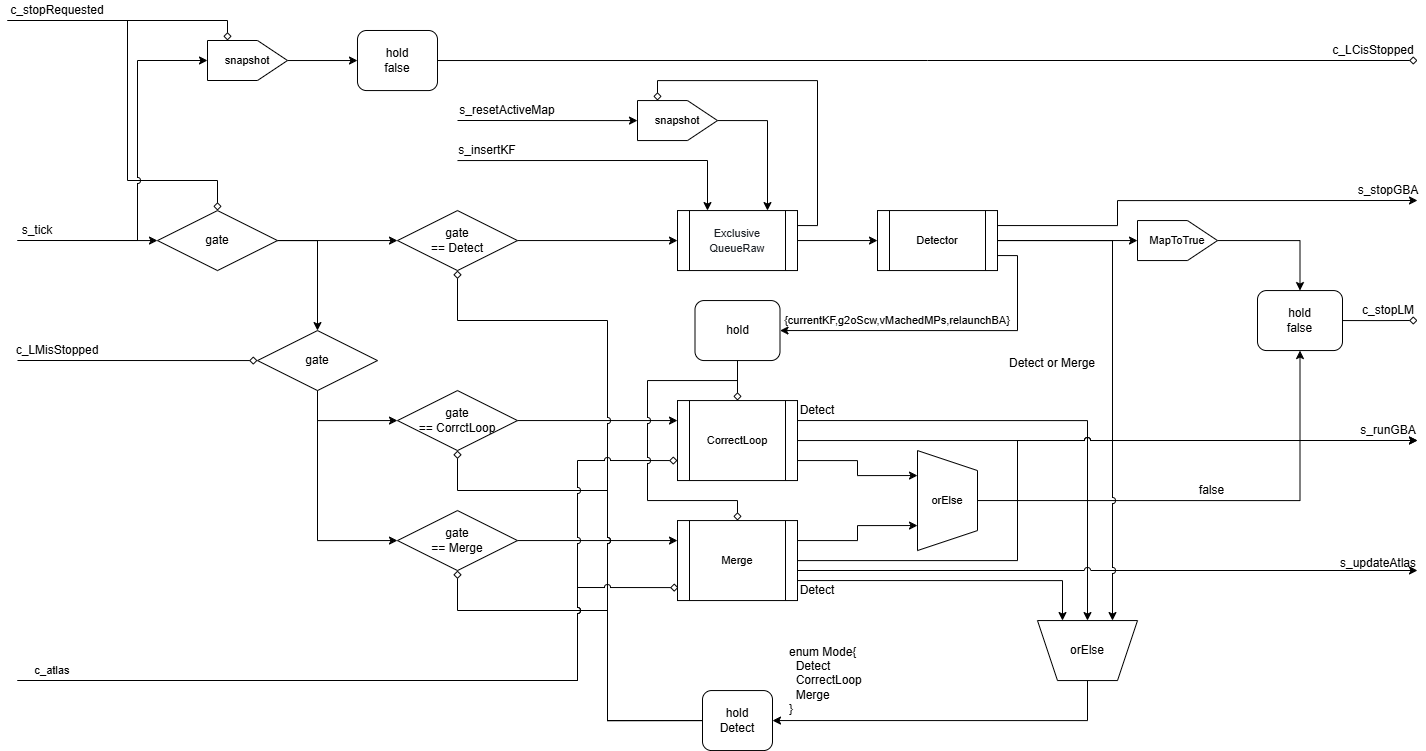 c_stopRequested
snapshot
hold
false
c_LCisStopped
s_resetActiveMap
snapshot
s_insertKF
s_stopGBA
s_tick
gate
gate
== Detect
Exclusive
QueueRaw
Detector
MapToTrue
hold
{currentKF,g2oScw,vMachedMPs,relaunchBA}
hold
false
c_stopLM
c_LMisStopped
gate
Detect or Merge
gate
== CorrctLoop
CorrectLoop
Detect
s_runGBA
orElse
false
gate
== Merge
Merge
s_updateAtlas
Detect
c_atlas
orElse
enum Mode{
Detect
CorrectLoop
Merge
}
hold
Detect